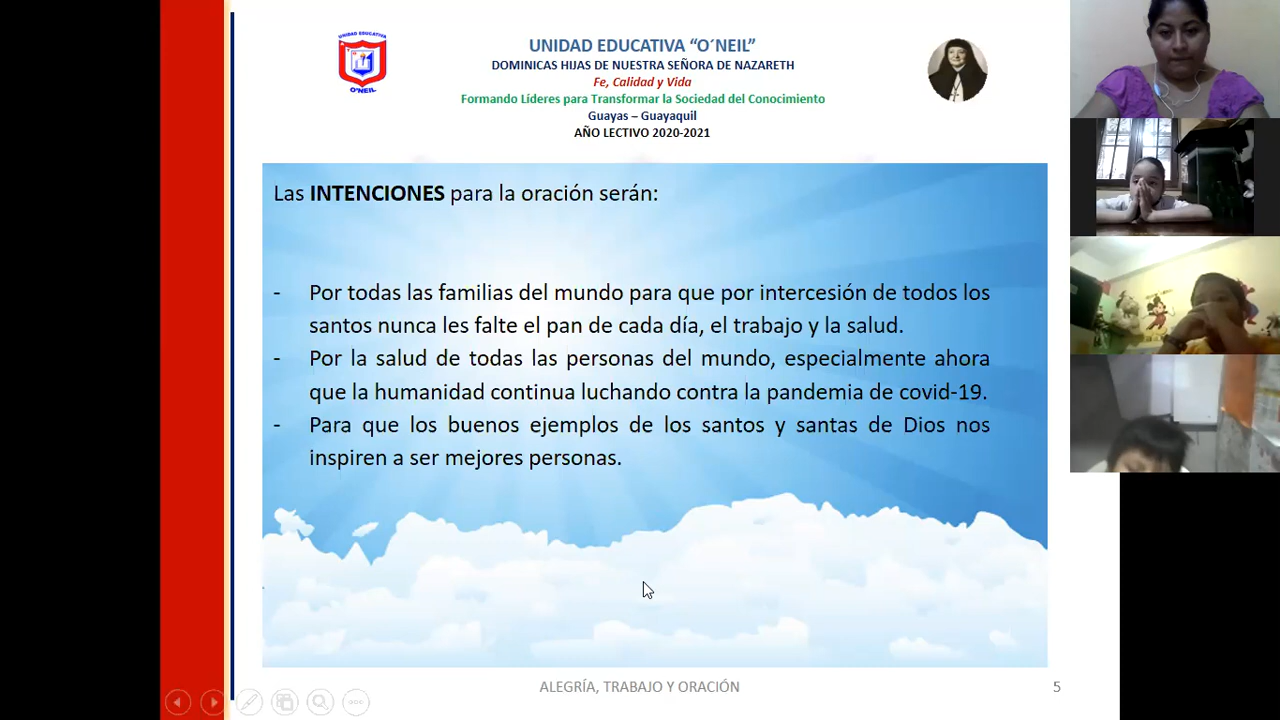 UNIDAD EDUCATIVA
O´NEIL
UNIDAD EDUCATIVA “O´NEIL”
DOMINICAS HIJAS DE NUESTRA SEÑORA DE NAZARETH
Fe, Calidad y Vida
Formando Líderes para Transformar la Sociedad del Conocimiento
Guayas – Guayaquil
AÑO LECTIVO 2020-2021
Las INTENCIONES para la oración serán:
- Por todas las familias del mundo para que por intercesión de todos los
santos nunca les falte el pan de cada día, el trabajo y la salud.
- Por la salud de todas las personas del mundo, especialmente ahora
que la humanidad continua luchando contra la pandemia de covid-19.
- Para que los buenos ejemplos de los santos y santas de Dios nos
inspiren a ser mejores personas.
ALEGRÍA, TRABAJO Y ORACIÓN
5